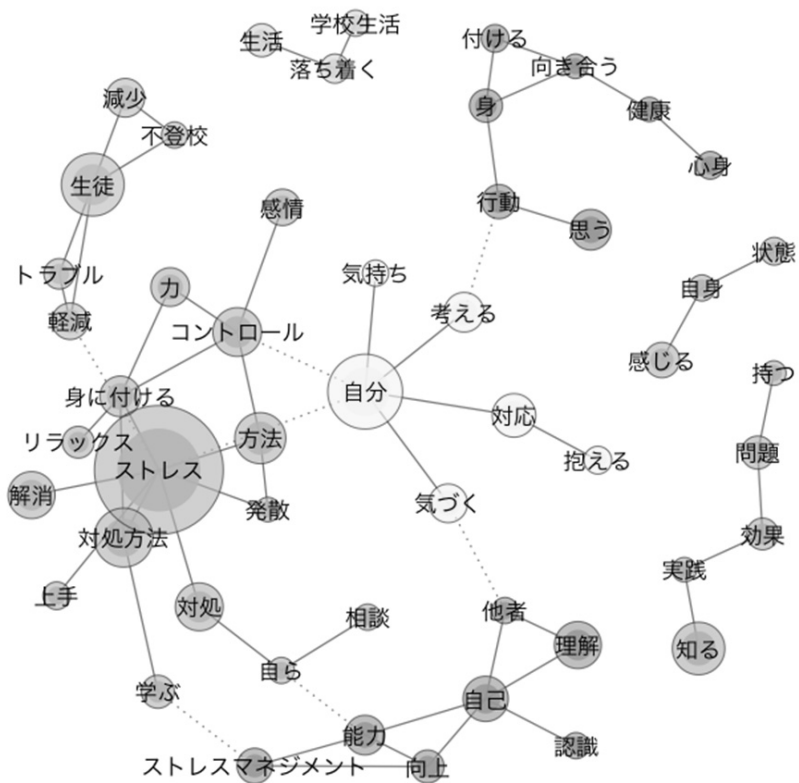 学校生活
生活
落ち着く
付ける
向き合う
減少
身
健康
不登校
心身
生徒
行動
感情
思う
状態
トラブル
気持ち
力
自身
考える
軽減
コントロール
感じる
持つ
身に付ける
自分
対応
リラックス
方法
問題
抱える
ストレス
解消
気づく
発散
効果
対処方法
実践
上手
対処
相談
他者
理解
知る
自ら
学ぶ
自己
能力
認識
ストレスマネジメント
向上